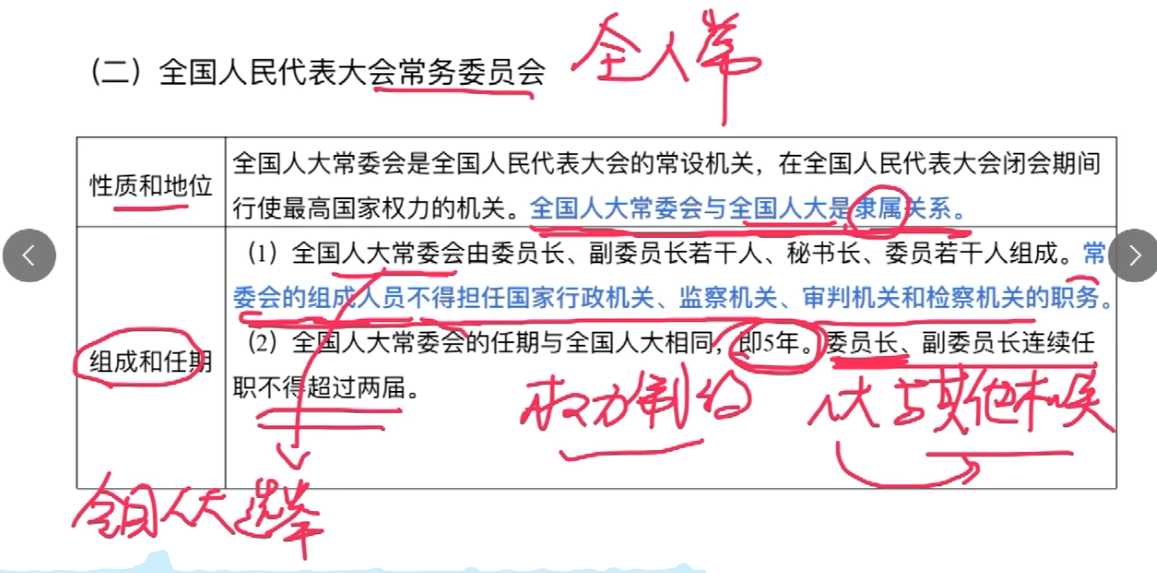 （二）全国人民代表大会常务委员会 全人常
性质和地位
全国人大常委会是全国人民代表大会的常设机关，在全国人民代表大会闭会期间
行使最高国家权力的机关。全国人大常委会与全国人大是隶属关系。
（1）全国人大常委会由委员长、副委员长若干人、秘书长、委员若干人组成。常
委会的组成人员不得担任国家行政机关、监察机关、审判机关和检察机关的职务。
组成和任期
（2）全国人大常委会的任期与全国人大相同，即5年。委员长、副委员长连续任
职不得超过两届。
权力制约 人大与其他机关
全国人大选举